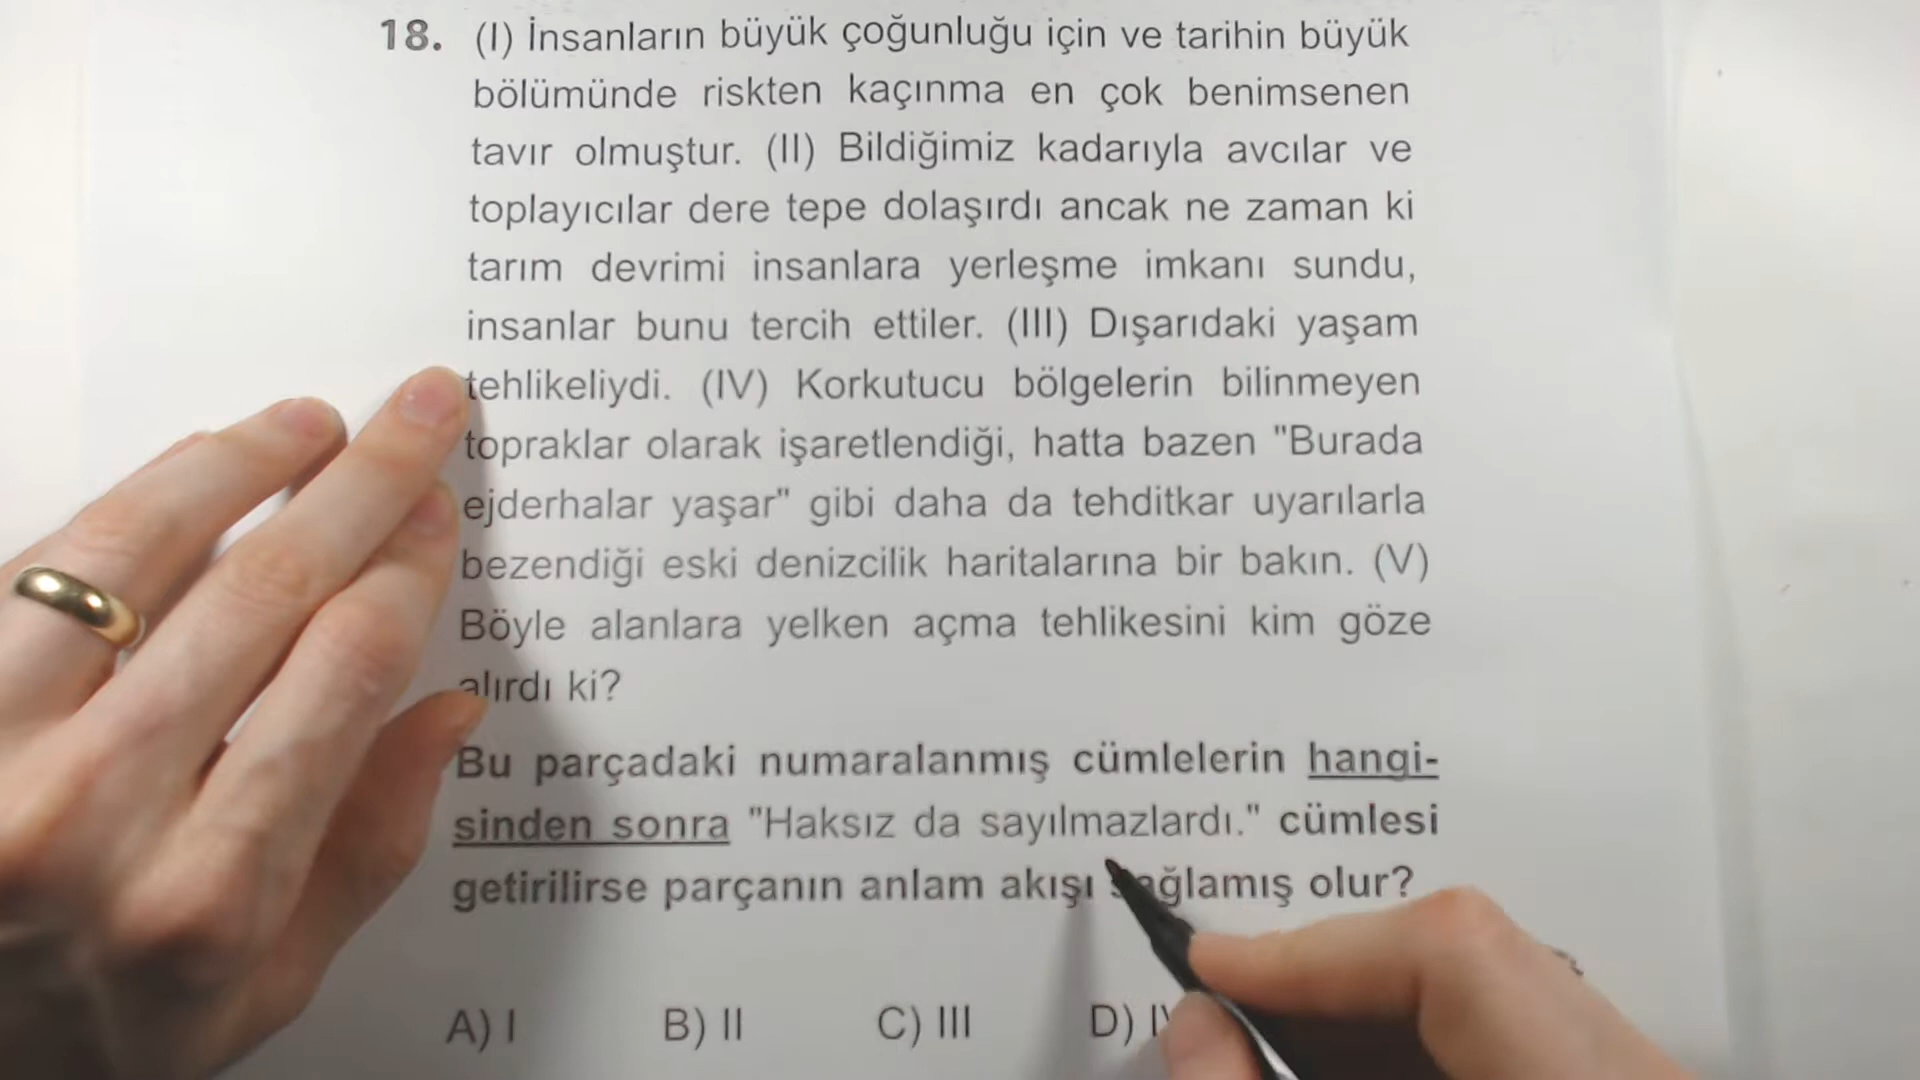 18. (I) İnsanların büyük çoğunluğu için ve tarihin büyük
bölümünde riskten kaçınma en çok benimsenen
tavır olmuştur. (II) Bildiğimiz kadarıyla avcılar ve
toplayıcılar dere tepe dolaşırdı ancak ne zaman ki
tarım devrimi insanlara yerleşme imkanı sundu,
insanlar bunu tercih ettiler. (III) Dışarıdaki yaşam
tehlikeliydi. (IV) Korkutucu bölgelerin bilinmeyen
topraklar olarak işaretlendiği, hatta bazen "Burada
ejderhalar yaşar" gibi daha da tehditkar uyarılarla
bezendiği eski denizcilik haritalarına bir bakın. (V)
Böyle alanlara yelken açma tehlikesini kim göze
alırdı ki?
Bu parçadaki numaralanmış cümlelerin hangi-
sinden sonra "Haksız da sayılmazlardı." cümlesi
getirilirse parçanın anlam akışı sağlamış olur?
A) I B) II C) III D)